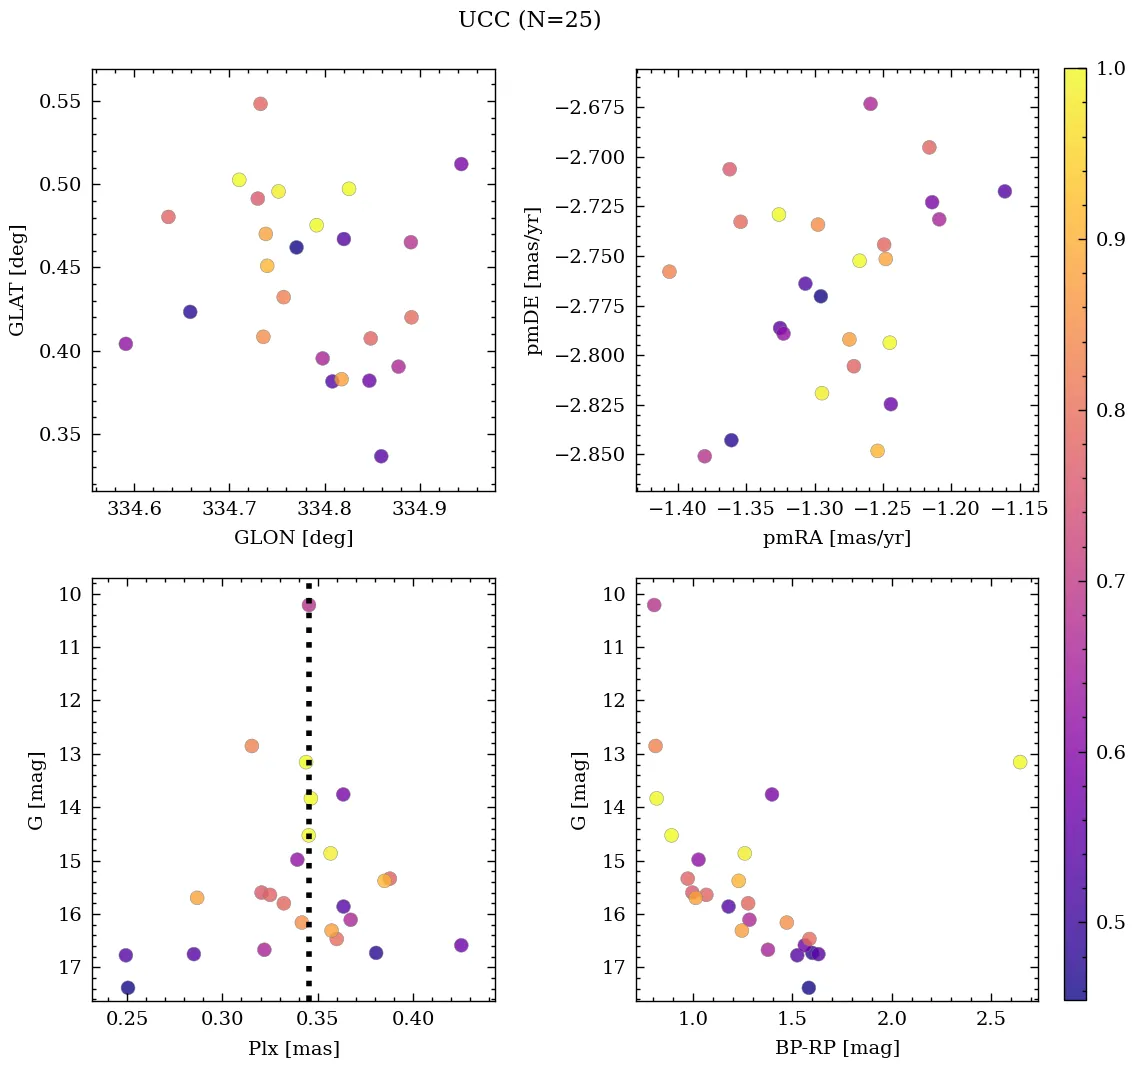 UCC (N=25)
0.55
0.50
0.45
0.40
0.35
GLAT [deg]
334.6 334.7 334.8 334.9
GLON [deg]
−2.675
−2.700
−2.725
−2.750
−2.775
−2.800
−2.825
−2.850
pmDE [mas/yr]
−1.40 −1.35 −1.30 −1.25 −1.20 −1.15
pmRA [mas/yr]
10
11
12
13
14
15
16
17
G [mag]
0.25 0.30 0.35 0.40
Plx [mas]
10
11
12
13
14
15
16
17
G [mag]
1.0 1.5 2.0 2.5
BP-RP [mag]
1.0
0.9
0.8
0.7
0.6
0.5